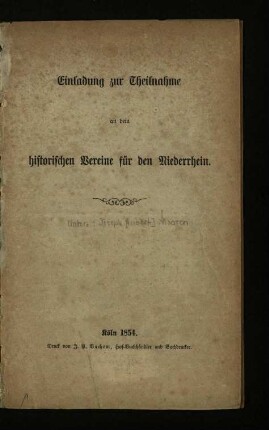 Einladung zur Theilnahme
an dem
historischen Vereine für den Niederrhein.
Köln 1854.
Druck von J. P. Bachem, Hof-Buchhändler und Buchdrucker.